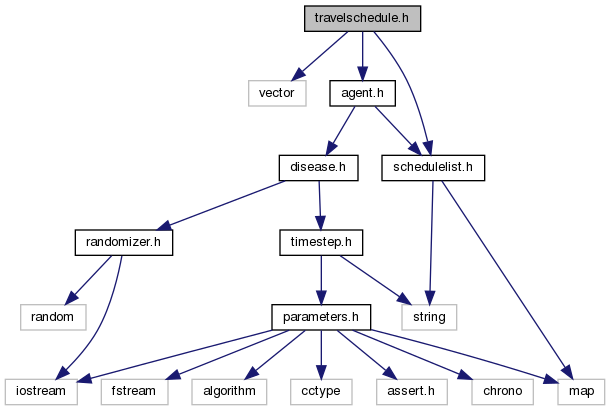 travelschedule.h
vector
agent.h
disease.h
schedulelist.h
randomizer.h
timestep.h
random
parameters.h
string
iostream
fstream
algorithm
cctype
assert.h
chrono
map